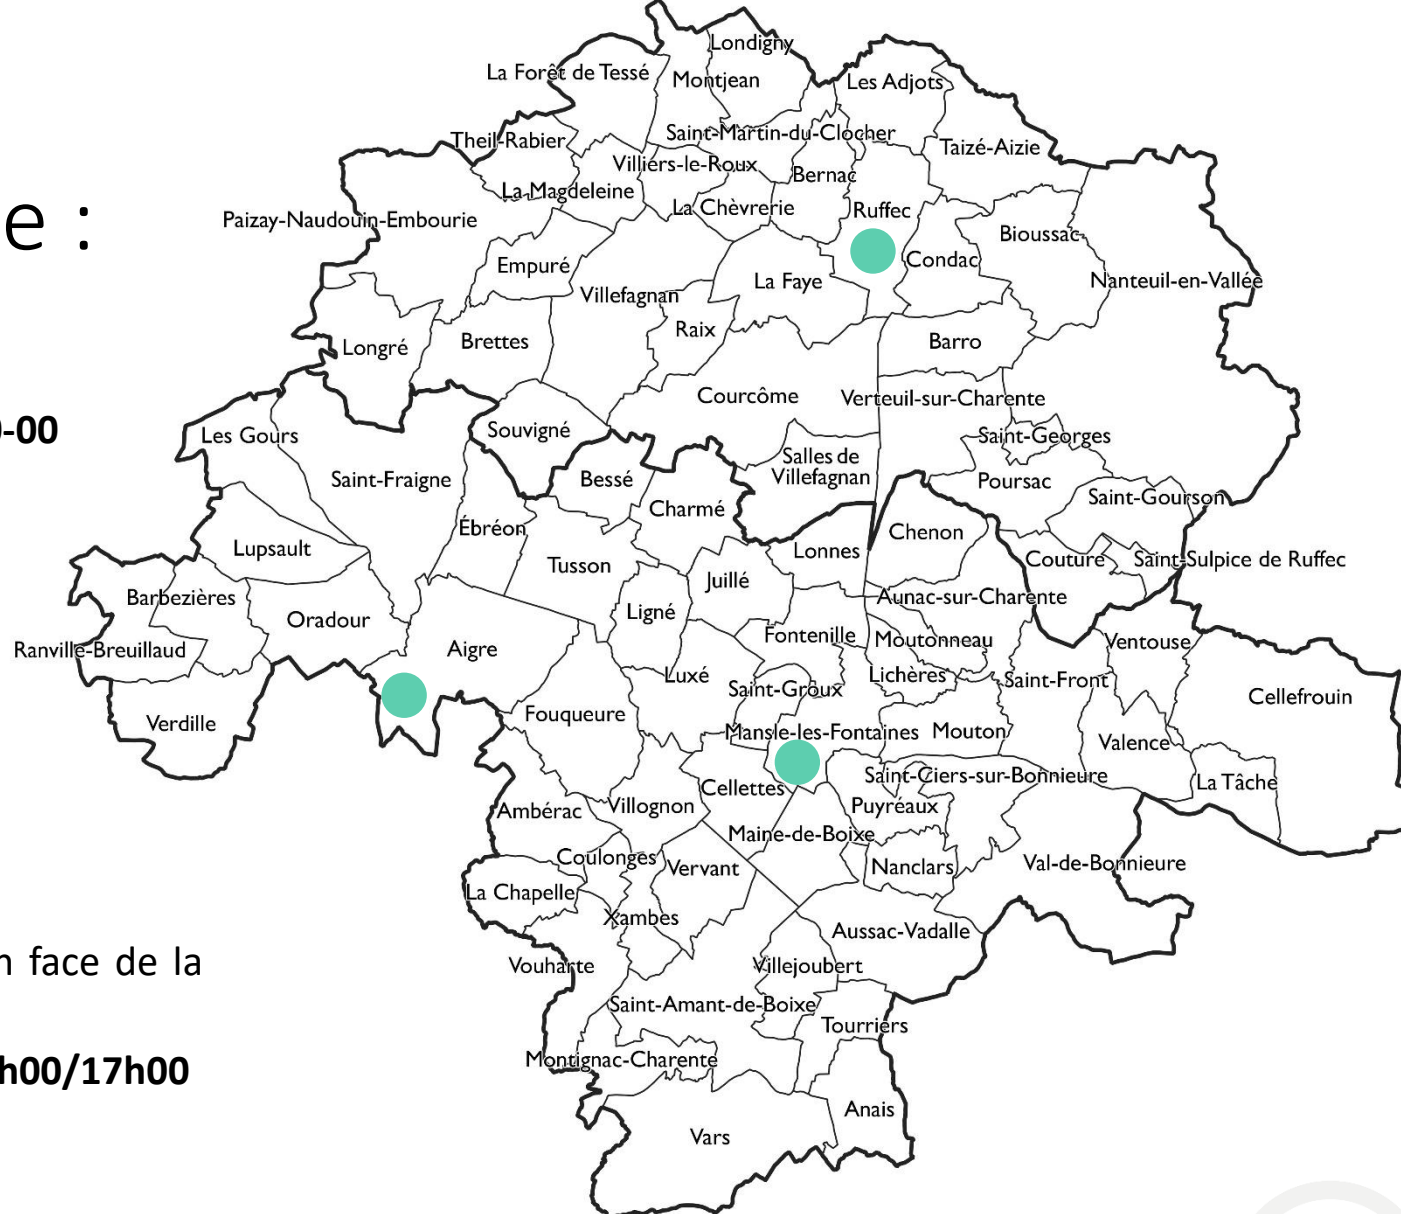 e :
-00
n face de la
h00/17h00
Londigny
La Forêt de Tessé
Montjean
Les Adjots
Theil-Rabier
Saint-Martin-du-Clocher
Taizé-Aizie
Villiers-le-Roux
Bernac
La Magdeleine
La Chèvrerie
Ruffec
Paizay-Naudouin-Embourie
Bioussac
Empuré
Condac
La Faye
Nanteuil-en-Vallée
Villefagnan
Raix
Longré
Brettes
Barro
Courcôme
Verteuil-sur-Charente
Les Gours
Souvigné
Saint-Georges
Salles de
Villefagnan
Saint-Fraigne
Bessé
Poursac
Saint-Gourson
Charmé
Ébréon
Chenon
Lupsault
Lonnes
Tusson
Couture
Saint-Sulpice de Ruffec
Juillé
Barbezières
Aunac-sur-Charente
Ligné
Oradour
Fontenille
Moutonneau
Ventouse
Ranville-Breuillaud
Aigre
Luxé
Lichères
Saint-Front
Saint-Groux
Cellefrouin
Verdille
Fouqueure
Mansle-les-Fontaines
Mouton
Valence
Saint-Ciers-sur-Bonnieure
La Tâche
Cellettes
Ambérac
Villognon
Puyréaux
Maine-de-Boixe
Coulonges
Vervant
Nanclars
Val-de-Bonnieure
La Chapelle
Xambes
Aussac-Vadalle
Vouharte
Villejoubert
Saint-Amant-de-Boixe
Tourriers
Montignac-Charente
Anais
Vars